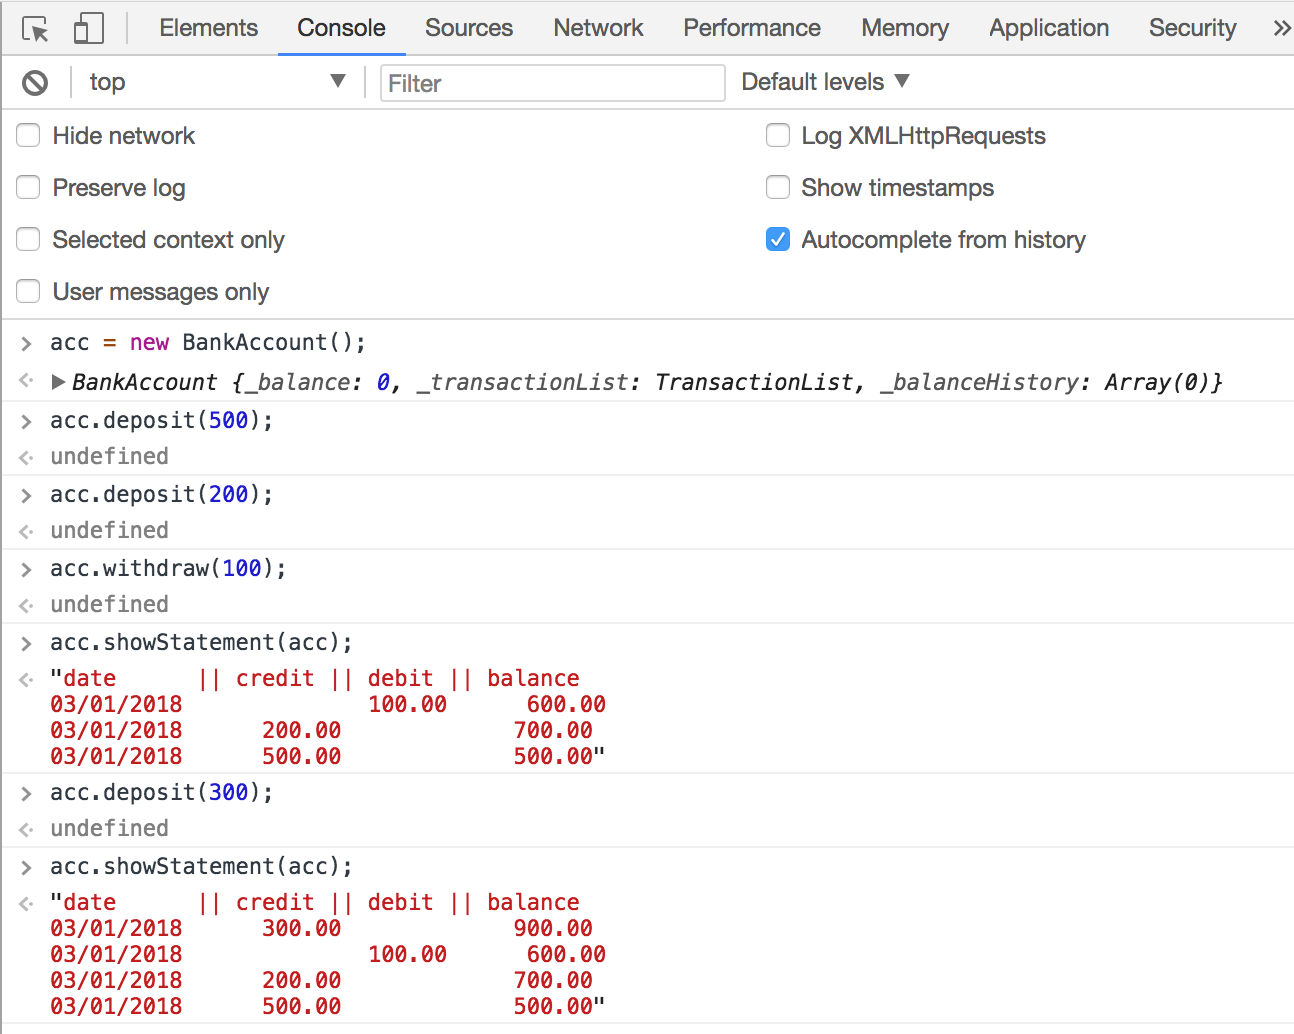 Elements Console Sources Network Performance Memory Application Security »
top ▼ Filter Default levels ▼
Hide network Log XMLHttpRequests
Preserve log Show timestamps
Selected context only Autocomplete from history
User messages only
> acc = new BankAccount();
▶ BankAccount {_balance: 0, _transactionList: TransactionList, _balanceHistory: Array(0)}
> acc.deposit(500);
undefined
> acc.deposit(200);
undefined
> acc.withdraw(100);
undefined
> acc.showStatement(acc);
"date      || credit || debit || balance
03/01/2018              100.00      600.00
03/01/2018      200.00             700.00
03/01/2018      500.00             500.00"
> acc.deposit(300);
undefined
> acc.showStatement(acc);
"date      || credit || debit || balance
03/01/2018      300.00             900.00
03/01/2018              100.00      600.00
03/01/2018      200.00             700.00
03/01/2018      500.00             500.00"